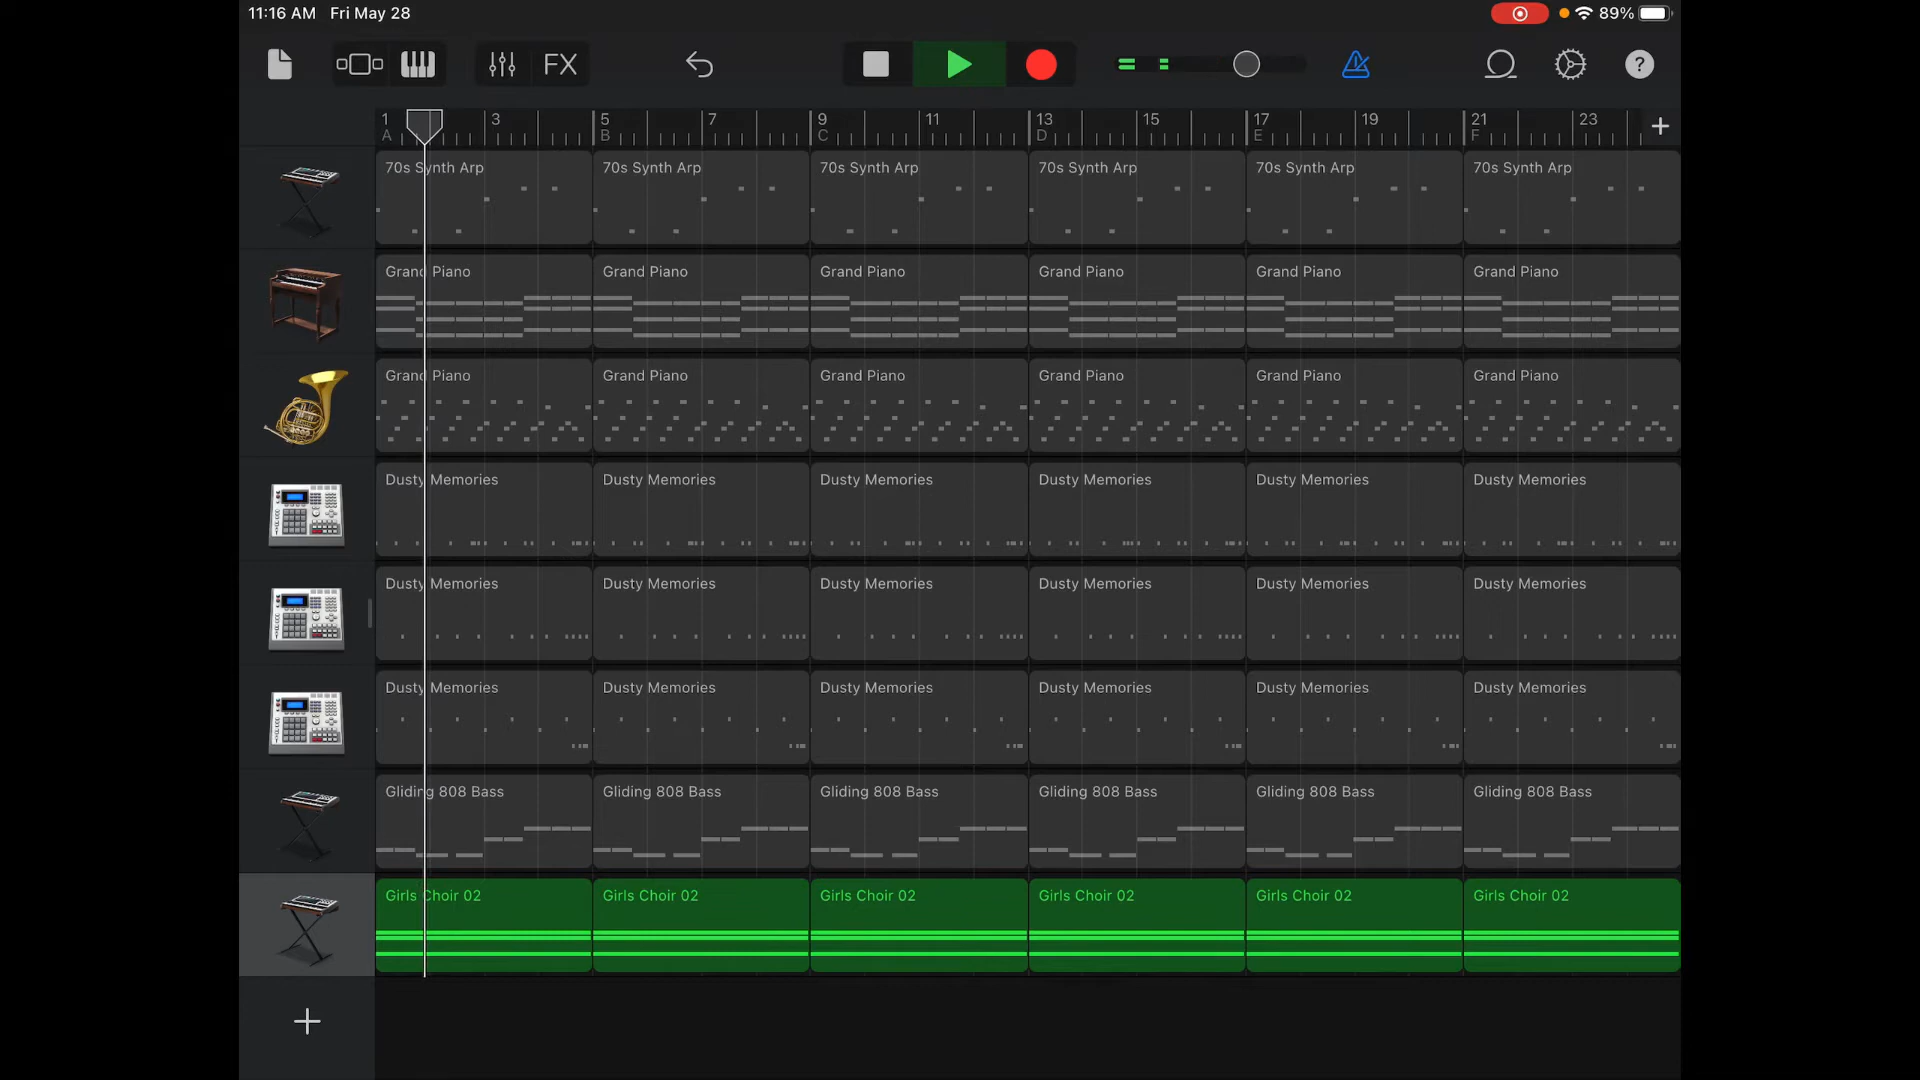 11:16 AM Fri May 28
89%
FX
?
1 3 5 7 9 11 13 15 17 19 21 23 +
A B C D E F
70s Synth Arp 70s Synth Arp 70s Synth Arp 70s Synth Arp 70s Synth Arp 70s Synth Arp
Grand Piano Grand Piano Grand Piano Grand Piano Grand Piano Grand Piano
Grand Piano Grand Piano Grand Piano Grand Piano Grand Piano Grand Piano
Dusty Memories Dusty Memories Dusty Memories Dusty Memories Dusty Memories Dusty Memories
Dusty Memories Dusty Memories Dusty Memories Dusty Memories Dusty Memories Dusty Memories
Dusty Memories Dusty Memories Dusty Memories Dusty Memories Dusty Memories Dusty Memories
Gliding 808 Bass Gliding 808 Bass Gliding 808 Bass Gliding 808 Bass Gliding 808 Bass Gliding 808 Bass
Girls Choir 02 Girls Choir 02 Girls Choir 02 Girls Choir 02 Girls Choir 02 Girls Choir 02
+